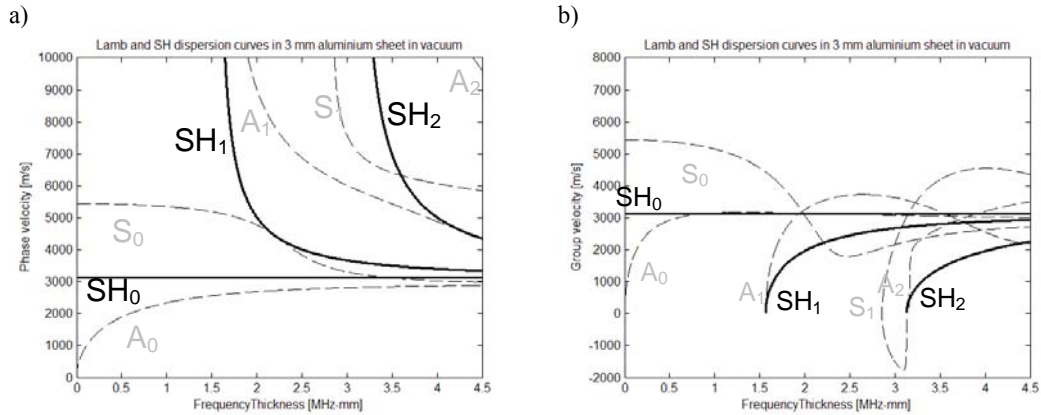 a)
Lamb and SH dispersion curves in 3 mm aluminium sheet in vacuum
10000
9000
8000
7000
6000
5000
4000
3000
2000
1000
0
Phase velocity [m/s]
SH₁
A₁
S₁
SH₂
A₂
S₀
SH₀
A₀
0 0.5 1 1.5 2 2.5 3 3.5 4 4.5
FrequencyThickness [MHz-mm]
b)
Lamb and SH dispersion curves in 3 mm aluminium sheet in vacuum
8000
7000
6000
5000
4000
3000
2000
1000
0
-1000
-2000
Group velocity [m/s]
S₀
SH₀
A₀
A₁
SH₁
S₁
A₂
SH₂
0 0.5 1 1.5 2 2.5 3 3.5 4 4.5
FrequencyThickness [MHz-mm]